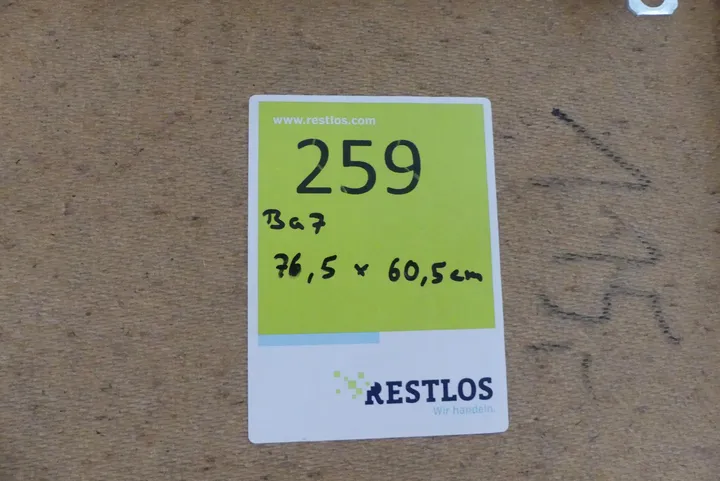 www.restlos.com
259
Ba7
76,5 x 60,5cm
RESTLOS
Wir handeln.